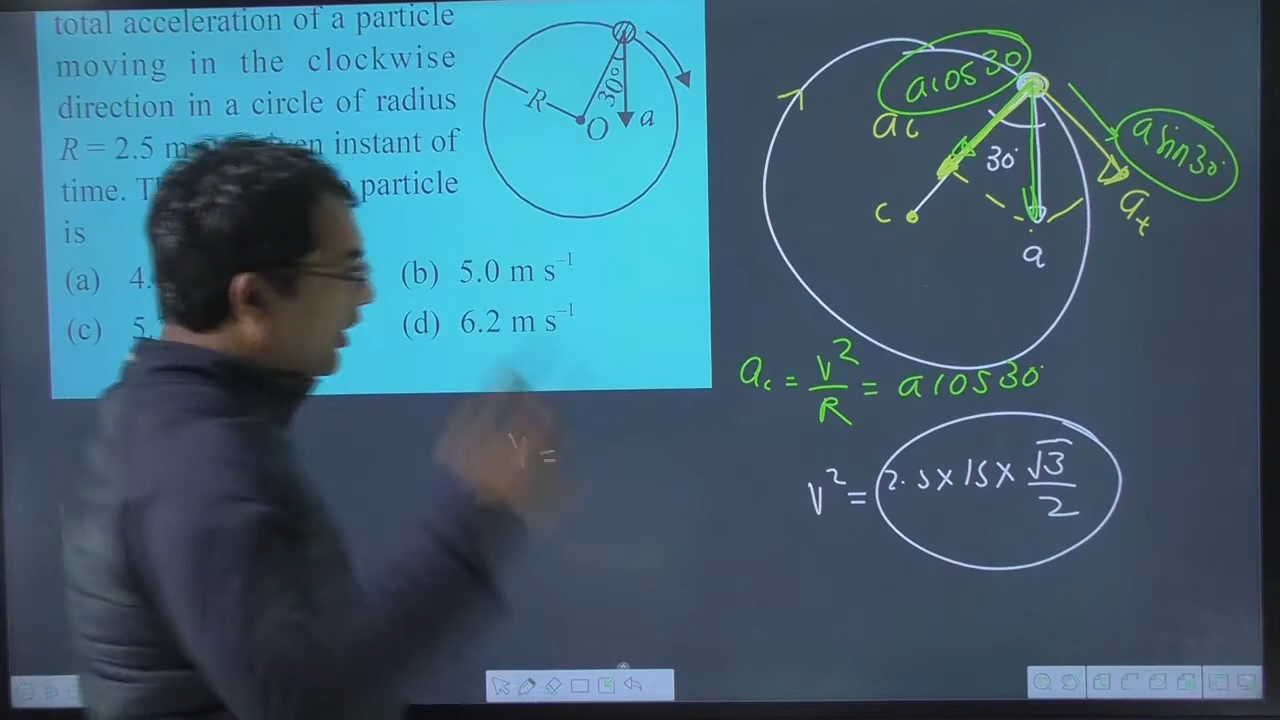 total acceleration of a particle
moving in the clockwise
direction in a circle of radius
R = 2.5 m instant of
time. particle
is
(a) 4.
(b) 5.0 m s⁻¹
(c) 5.
(d) 6.2 m s⁻¹
R
30°
O
a
a cos 30
ac
30°
a sin 30°
c
at
a
ac = v²/R = a cos 30°
v² = 2.5 × 15 × √3/2
v =